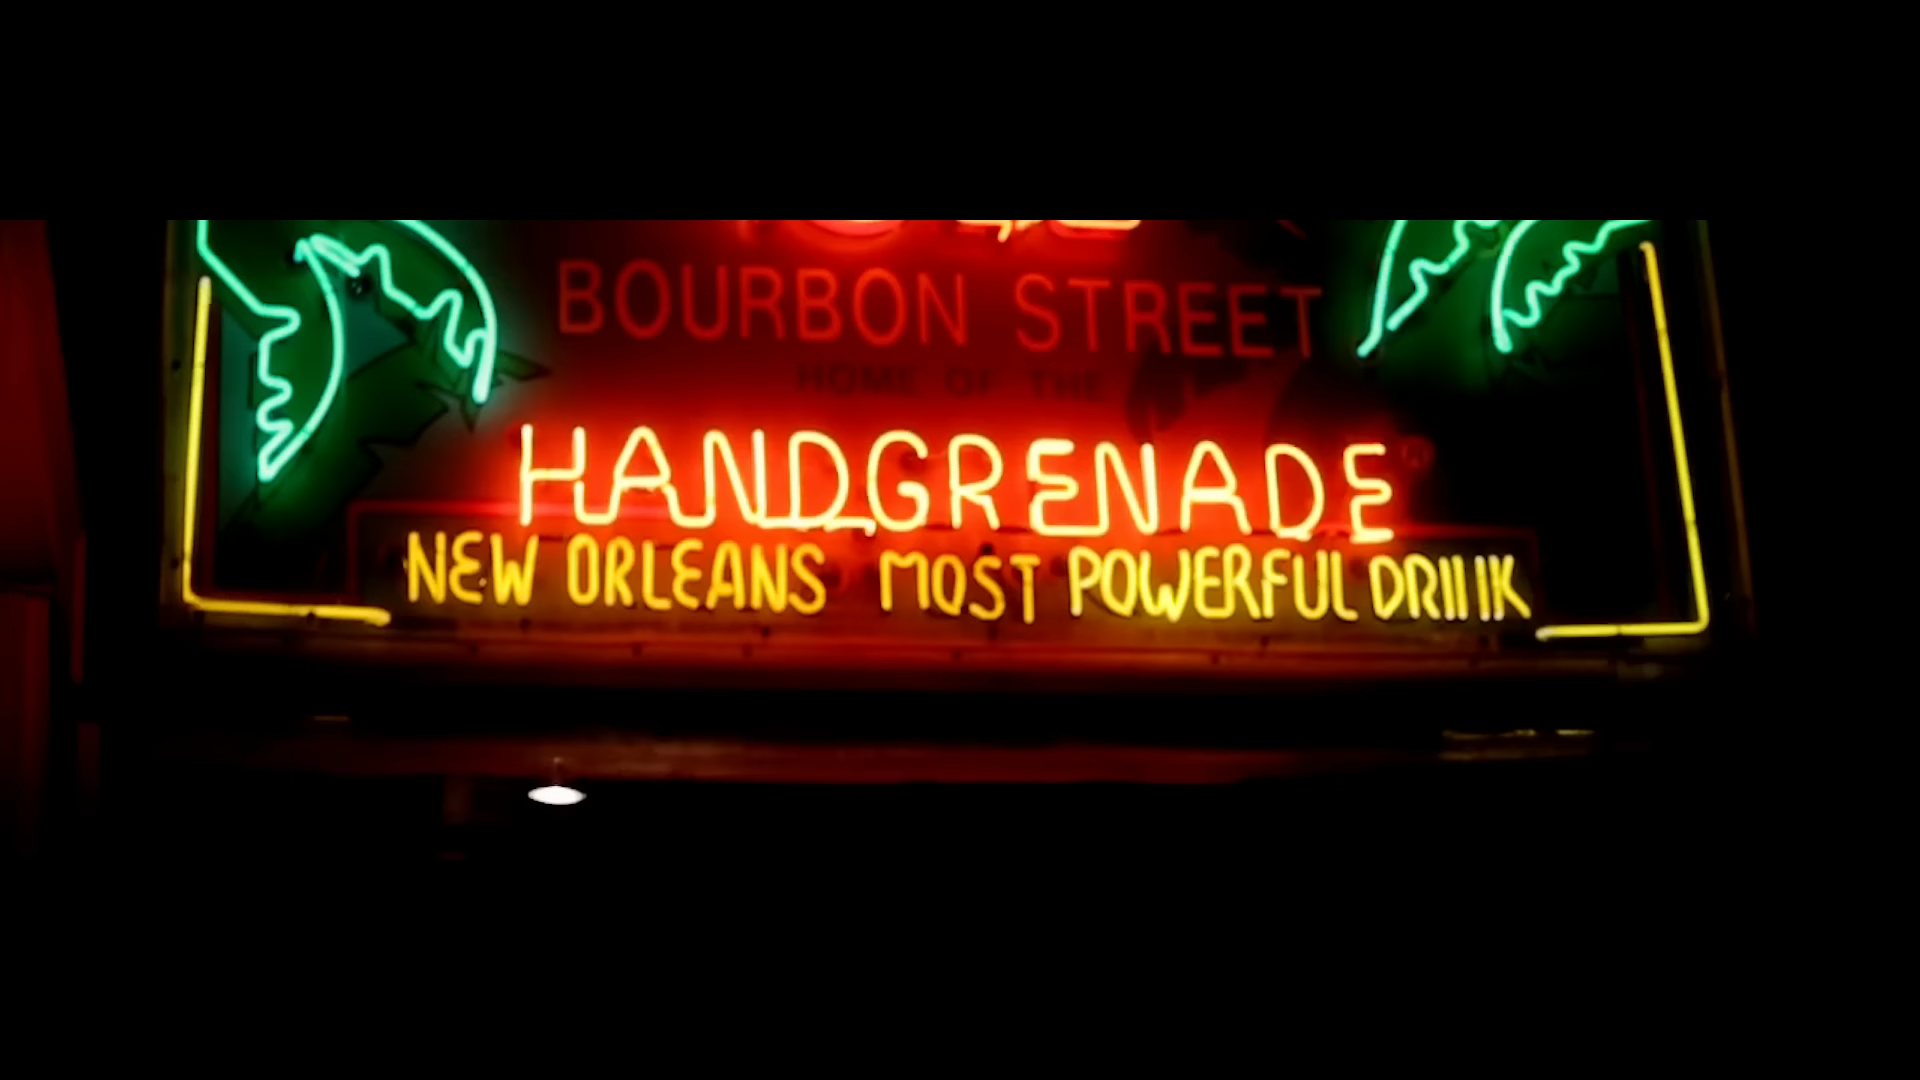 BOURBON STREET
HOME OF THE
HANDGRENADE ®
NEW ORLEANS MOST POWERFUL DRINK